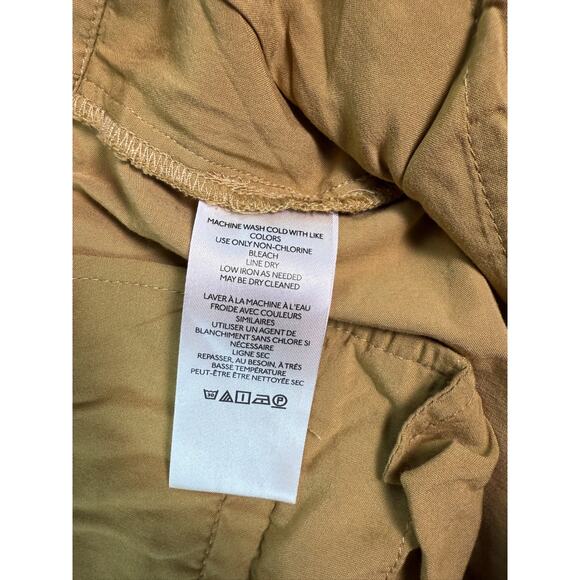 MACHINE WASH COLD WITH LIKE
COLORS
USE ONLY NON-CHLORINE
BLEACH
LINE DRY
LOW IRON AS NEEDED
MAY BE DRY CLEANED
LAVER À LA MACHINE À L'EAU
FROIDE AVEC COULEURS
SIMILAIRES
UTILISER UN AGENT DE
BLANCHIMENT SANS CHLORE SI
NÉCESSAIRE
LIGNE SEC
REPASSER, AU BESOIN, À TRÉS
BASSE TEMPÉRATURE
PEUT-ÊTRE ÊTRE NETTOYÉE SEC
30
P